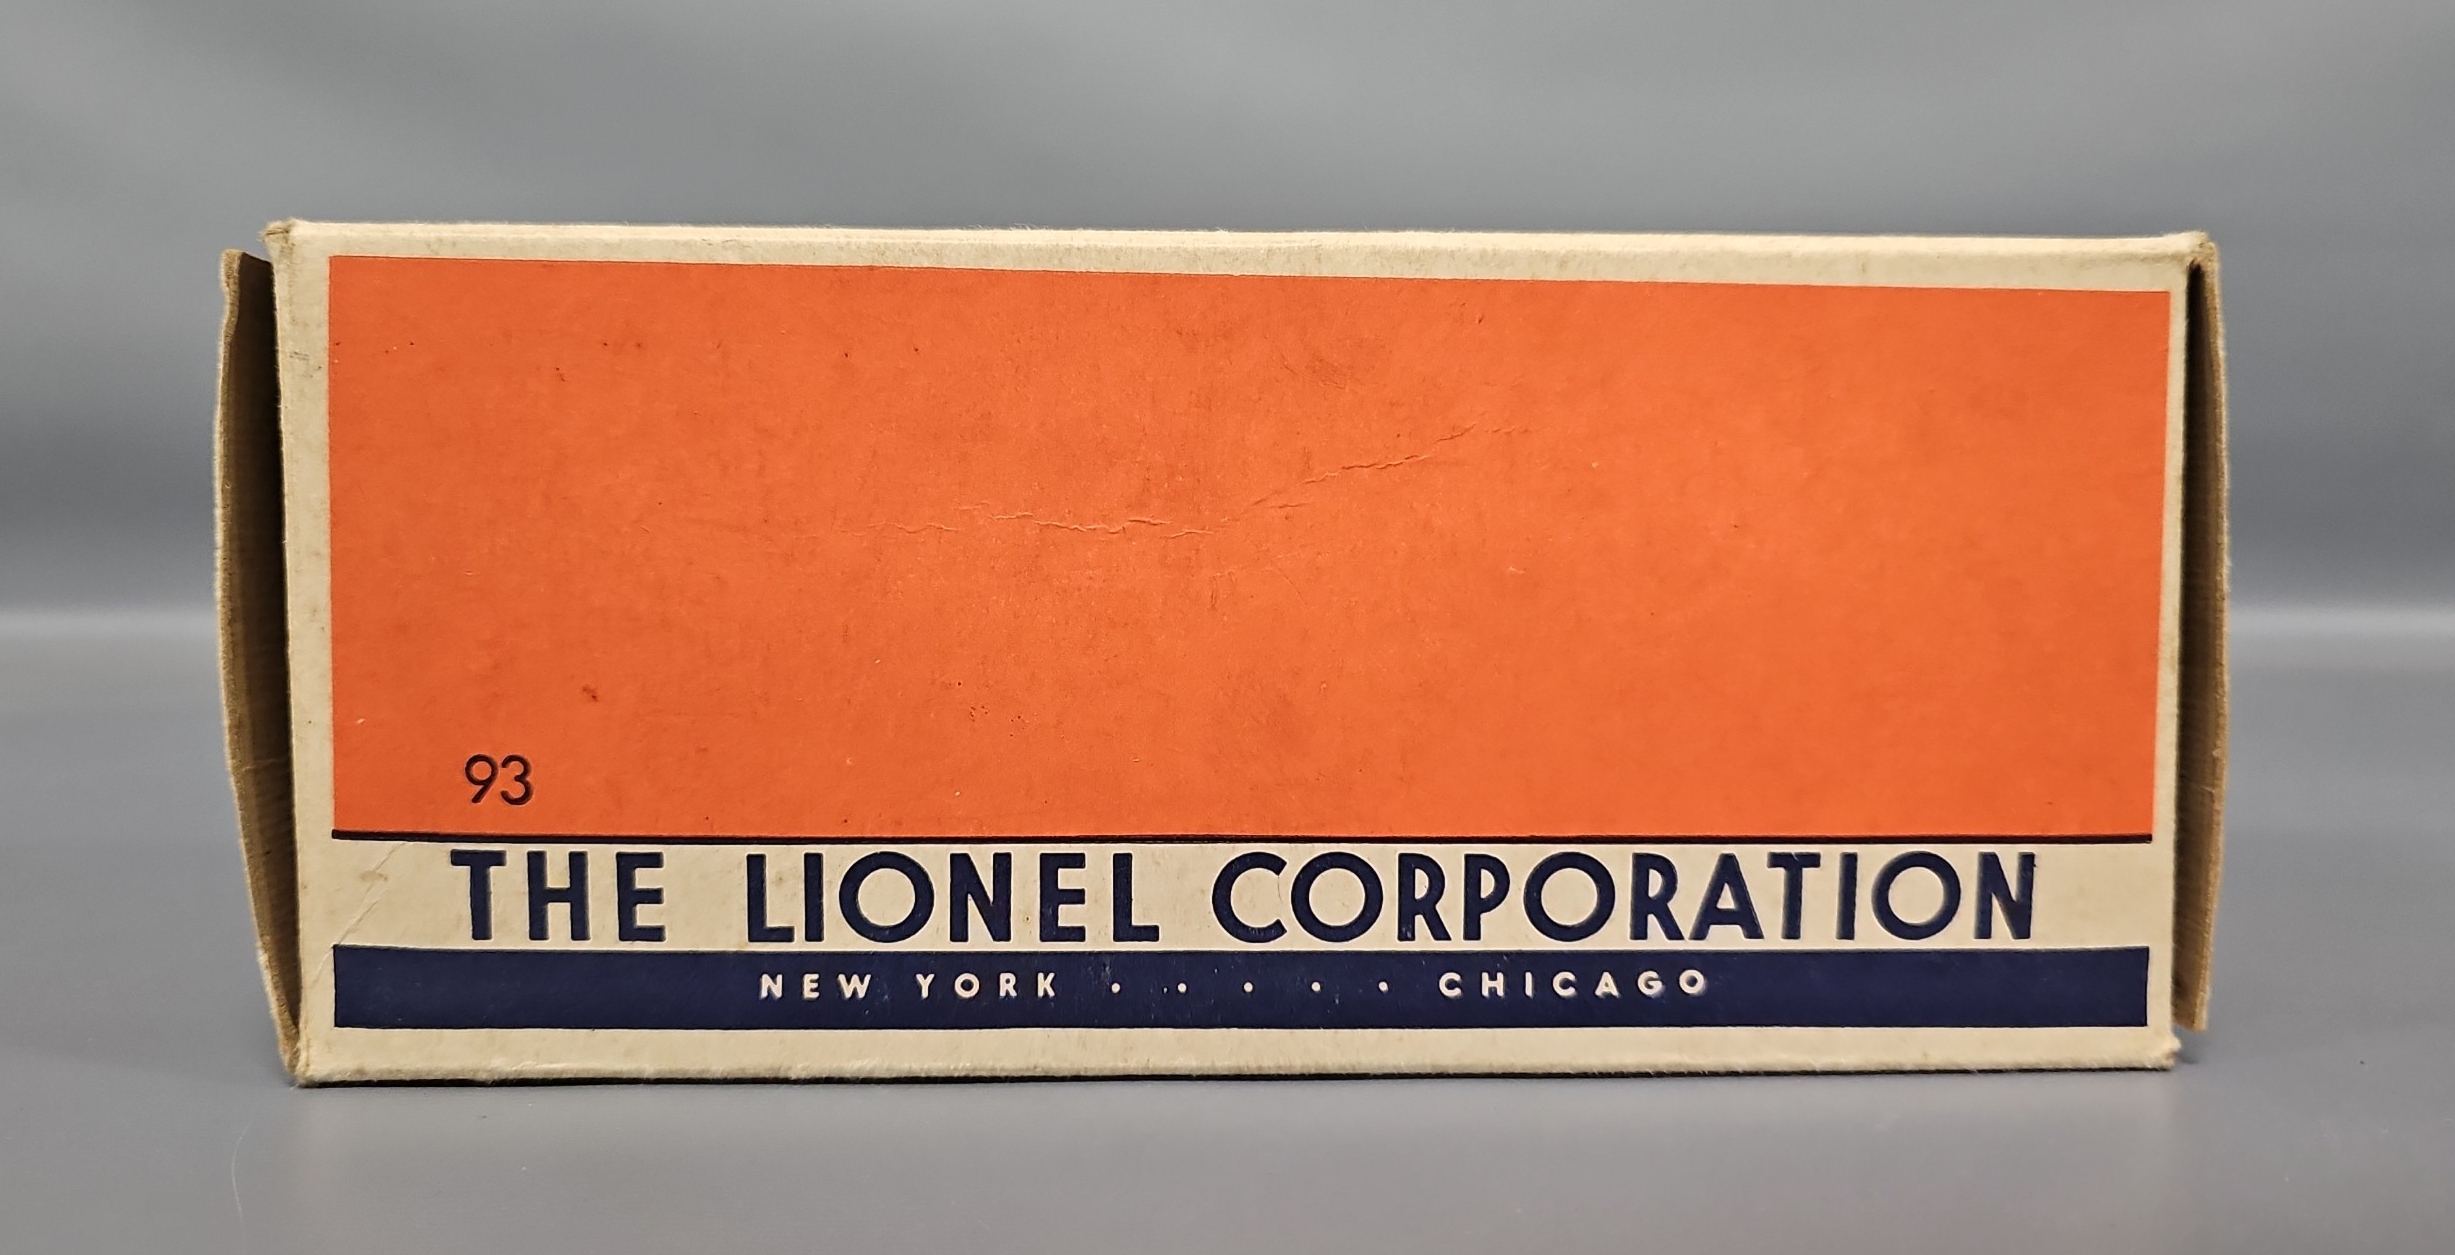 93
THE LIONEL CORPORATION
NEW YORK . . . . . CHICAGO